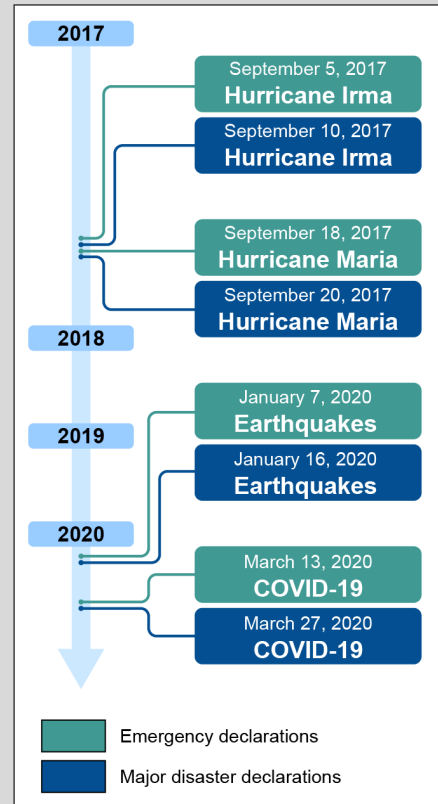 2017
September 5, 2017
Hurricane Irma
September 10, 2017
Hurricane Irma
September 18, 2017
Hurricane Maria
September 20, 2017
Hurricane Maria
2018
January 7, 2020
Earthquakes
2019
January 16, 2020
Earthquakes
2020
March 13, 2020
COVID-19
March 27, 2020
COVID-19
Emergency declarations
Major disaster declarations